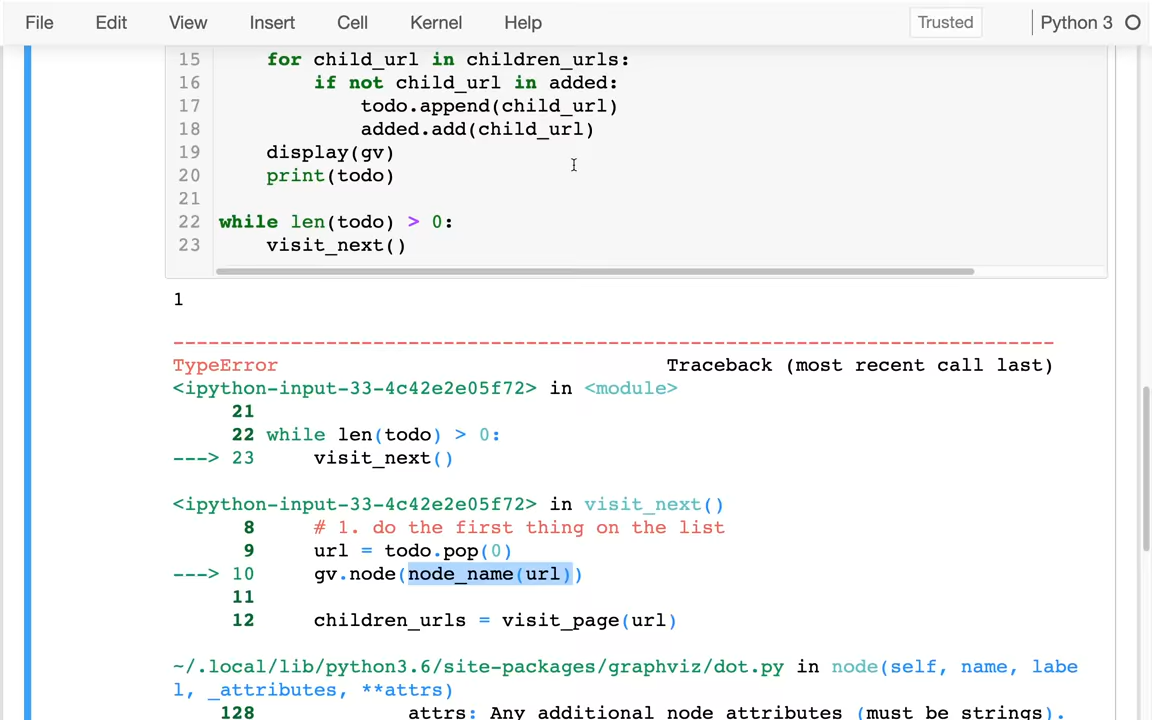 File Edit View Insert Cell Kernel Help Trusted Python 3
15     for child_url in children_urls:
16         if not child_url in added:
17             todo.append(child_url)
18             added.add(child_url)
19     display(gv)
20     print(todo)
21
22 while len(todo) > 0:
23     visit_next()
1
---------------------------------------------------------------------------
TypeError                                 Traceback (most recent call last)
<ipython-input-33-4c42e2e05f72> in <module>
     21
     22 while len(todo) > 0:
---> 23     visit_next()
<ipython-input-33-4c42e2e05f72> in visit_next()
      8     # 1. do the first thing on the list
      9     url = todo.pop(0)
---> 10     gv.node(node_name(url))
     11
     12     children_urls = visit_page(url)
~/.local/lib/python3.6/site-packages/graphviz/dot.py in node(self, name, labe
l, _attributes, **attrs)
    128             attrs: Any additional node attributes (must be strings).